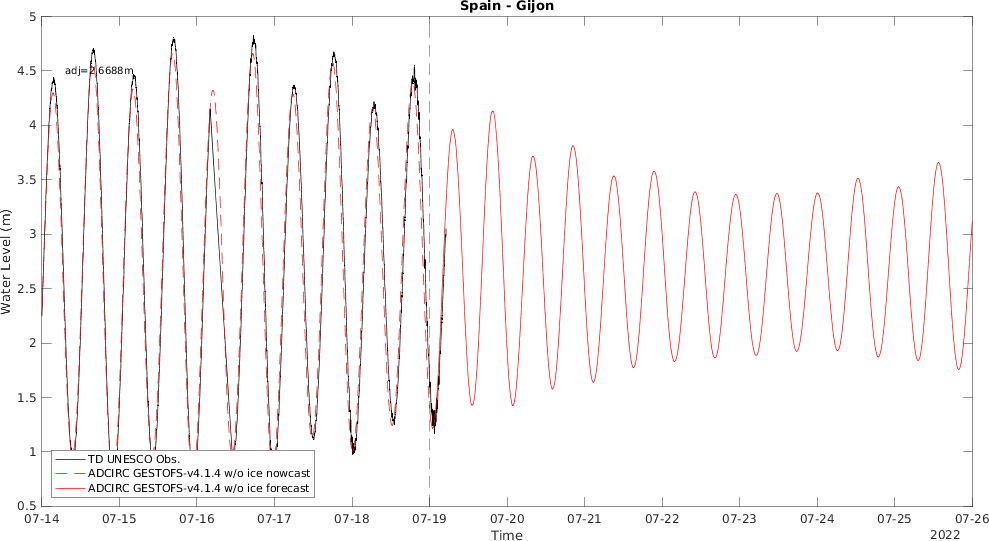 Spain - Gijon
5
4.5
4
3.5
3
2.5
2
1.5
1
0.5
Water Level (m)
adj=2.6688m
TD UNESCO Obs.
ADCIRC GESTOFS-v4.1.4 w/o ice nowcast
ADCIRC GESTOFS-v4.1.4 w/o ice forecast
07-14 07-15 07-16 07-17 07-18 07-19 07-20 07-21 07-22 07-23 07-24 07-25 07-26
Time
2022